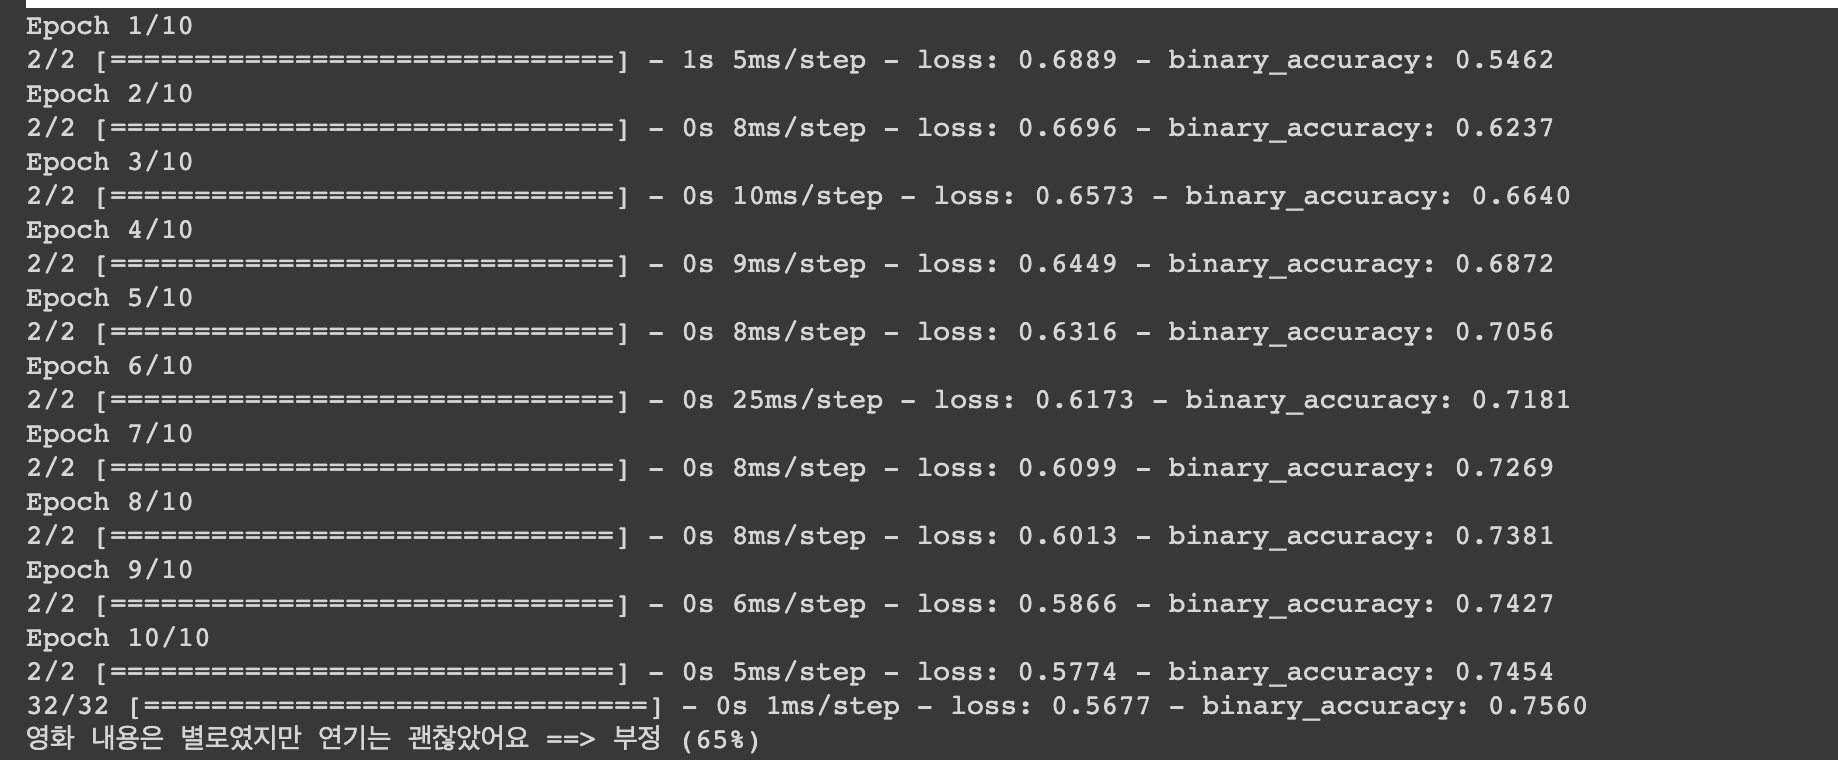 Epoch 1/10
2/2 [==============================] - 1s 5ms/step - loss: 0.6889 - binary_accuracy: 0.5462
Epoch 2/10
2/2 [==============================] - 0s 8ms/step - loss: 0.6696 - binary_accuracy: 0.6237
Epoch 3/10
2/2 [==============================] - 0s 10ms/step - loss: 0.6573 - binary_accuracy: 0.6640
Epoch 4/10
2/2 [==============================] - 0s 9ms/step - loss: 0.6449 - binary_accuracy: 0.6872
Epoch 5/10
2/2 [==============================] - 0s 8ms/step - loss: 0.6316 - binary_accuracy: 0.7056
Epoch 6/10
2/2 [==============================] - 0s 25ms/step - loss: 0.6173 - binary_accuracy: 0.7181
Epoch 7/10
2/2 [==============================] - 0s 8ms/step - loss: 0.6099 - binary_accuracy: 0.7269
Epoch 8/10
2/2 [==============================] - 0s 8ms/step - loss: 0.6013 - binary_accuracy: 0.7381
Epoch 9/10
2/2 [==============================] - 0s 6ms/step - loss: 0.5866 - binary_accuracy: 0.7427
Epoch 10/10
2/2 [==============================] - 0s 5ms/step - loss: 0.5774 - binary_accuracy: 0.7454
32/32 [==============================] - 0s 1ms/step - loss: 0.5677 - binary_accuracy: 0.7560
영화 내용은 별로였지만 연기는 괜찮았어요 ==> 부정 (65%)